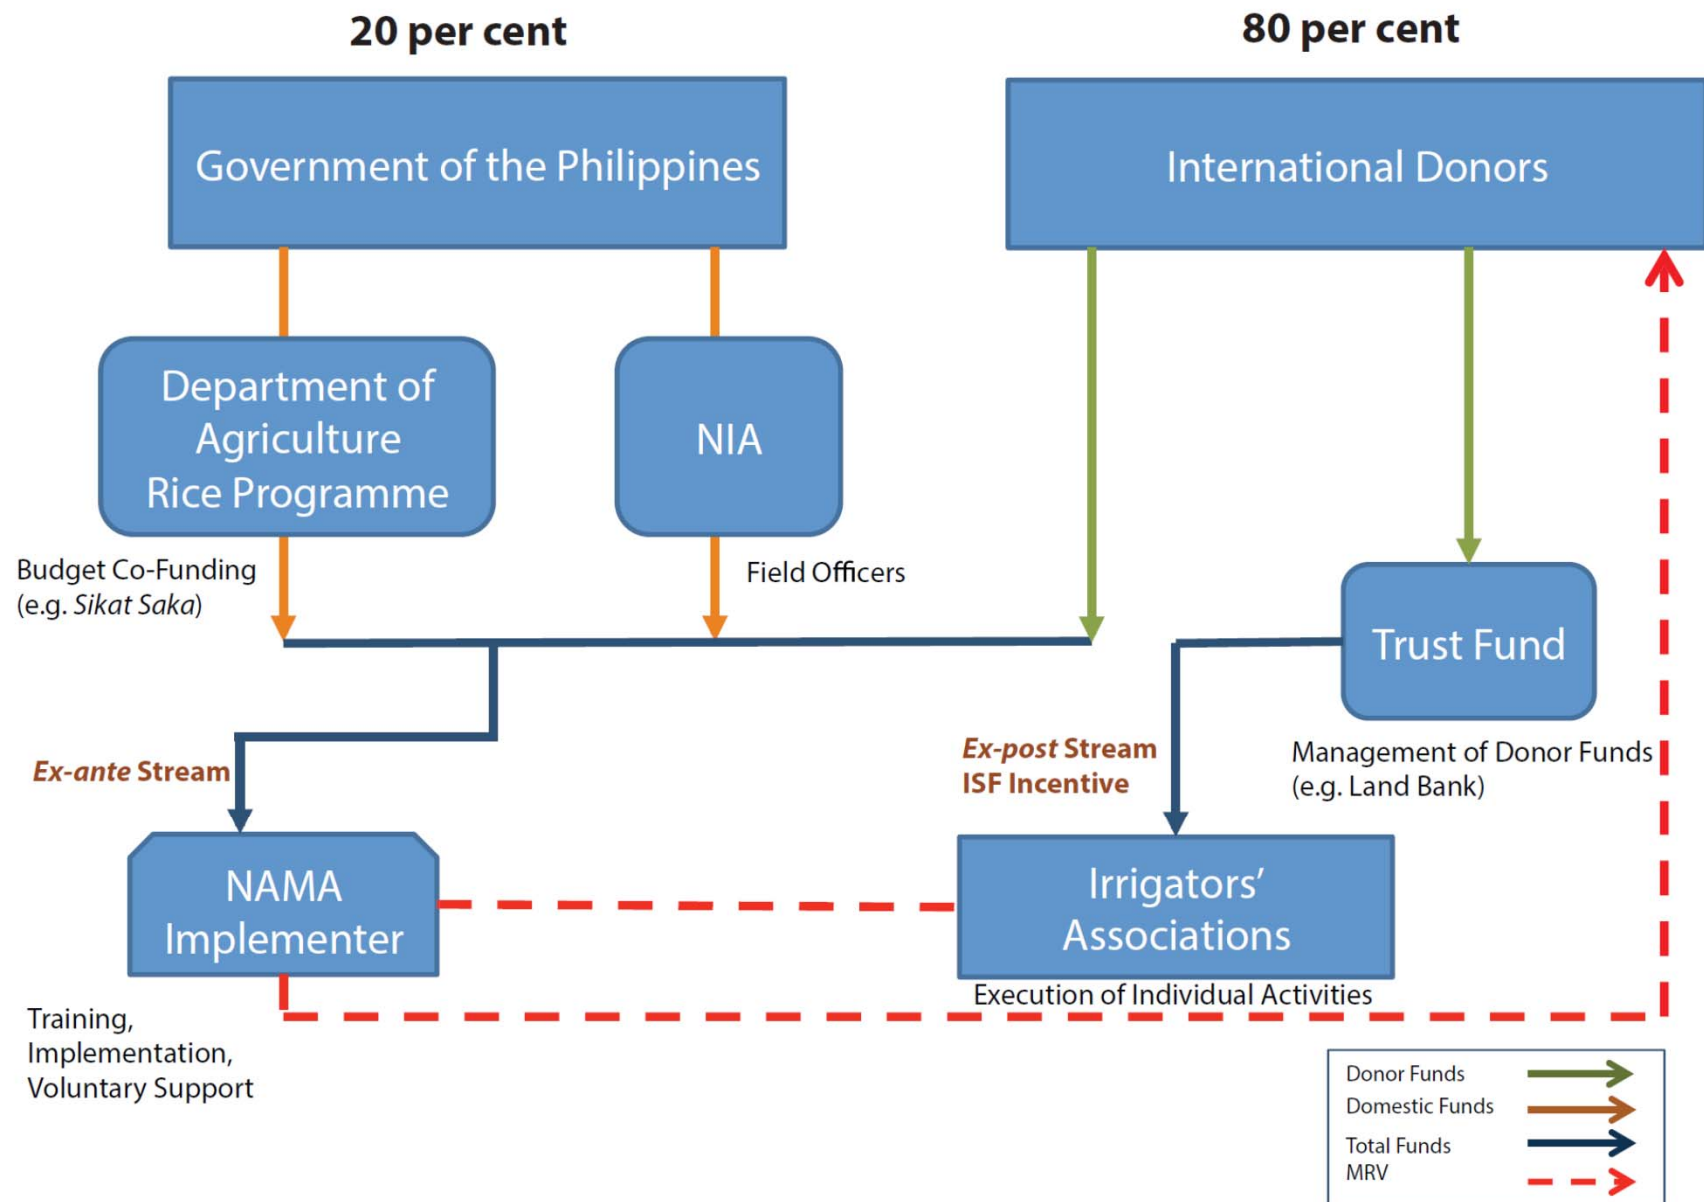 20 per cent
80 per cent
Government of the Philippines
International Donors
Department of
Agriculture
Rice Programme
NIA
Budget Co-Funding
(e.g. Sikat Saka)
Field Officers
Trust Fund
Management of Donor Funds
(e.g. Land Bank)
Ex-ante Stream
Ex-post Stream
ISF Incentive
NAMA
Implementer
Irrigators’
Associations
Execution of Individual Activities
Training,
Implementation,
Voluntary Support
Donor Funds
Domestic Funds
Total Funds
MRV